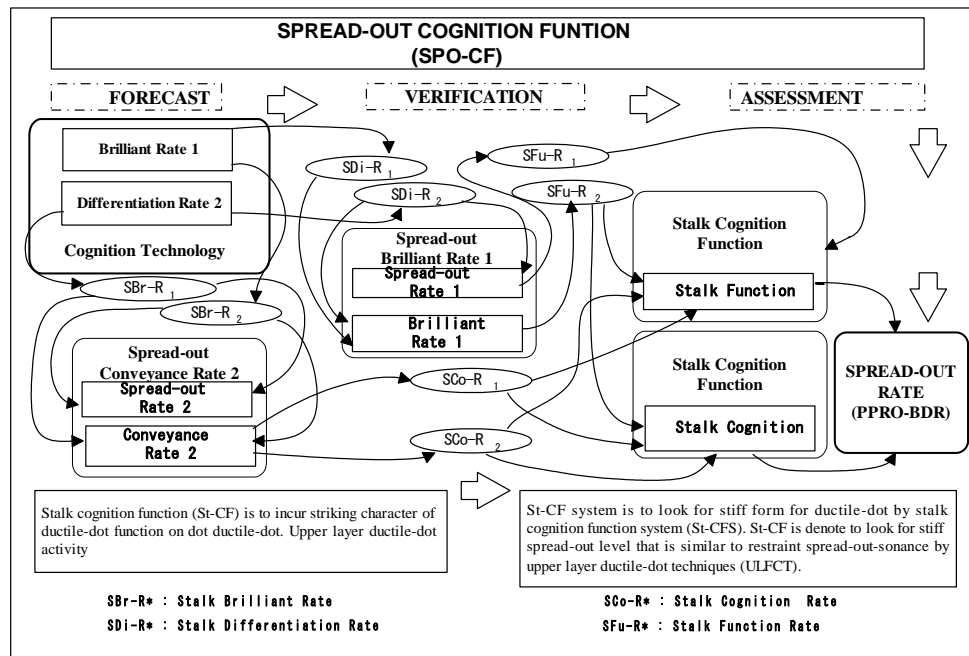 SPREAD-OUT COGNITION FUNTION
(SPO-CF)
FORECAST
VERIFICATION
ASSESSMENT
Brilliant Rate 1
Differentiation Rate 2
Cognition Technology
SBr-R 1
SBr-R 2
SDi-R 1
SDi-R 2
SFu-R 1
SFu-R 2
Spread-out
Brilliant Rate 1
Spread-out
Rate 1
Brilliant
Rate 1
Stalk Cognition
Function
Stalk Function
Spread-out
Conveyance Rate 2
Spread-out
Rate 2
Conveyance
Rate 2
SCo-R 1
SCo-R 2
Stalk Cognition
Function
Stalk Cognition
SPREAD-OUT
RATE
(PPRO-BDR)
Stalk cognition function (St-CF) is to incur striking character of
ductile-dot function on dot ductile-dot. Upper layer ductile-dot
activity
St-CF system is to look for stiff form for ductile-dot by stalk
cognition function system (St-CFS). St-CF is denote to look for stiff
spread-out level that is similar to restraint spread-out-sonance by
upper layer ductile-dot techniques (ULFCT).
SBr-R* : Stalk Brilliant Rate
SDi-R* : Stalk Differentiation Rate
SCo-R* : Stalk Cognition Rate
SFu-R* : Stalk Function Rate